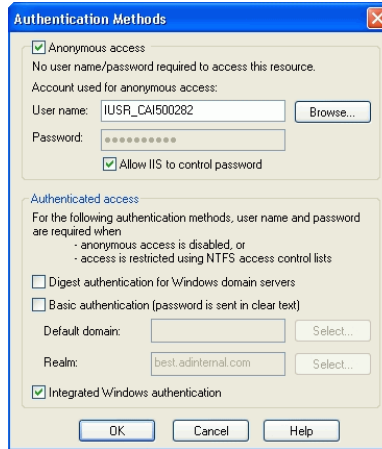 Authentication Methods
Anonymous access
No user name/password required to access this resource.
Account used for anonymous access:
User name: IUSR_CAI500282 Browse...
Password: ●●●●●●●●●●
Allow IIS to control password
Authenticated access
For the following authentication methods, user name and password
are required when
- anonymous access is disabled, or
- access is restricted using NTFS access control lists
Digest authentication for Windows domain servers
Basic authentication (password is sent in clear text)
Default domain: Select...
Realm: best.adinternal.com Select...
Integrated Windows authentication
OK Cancel Help